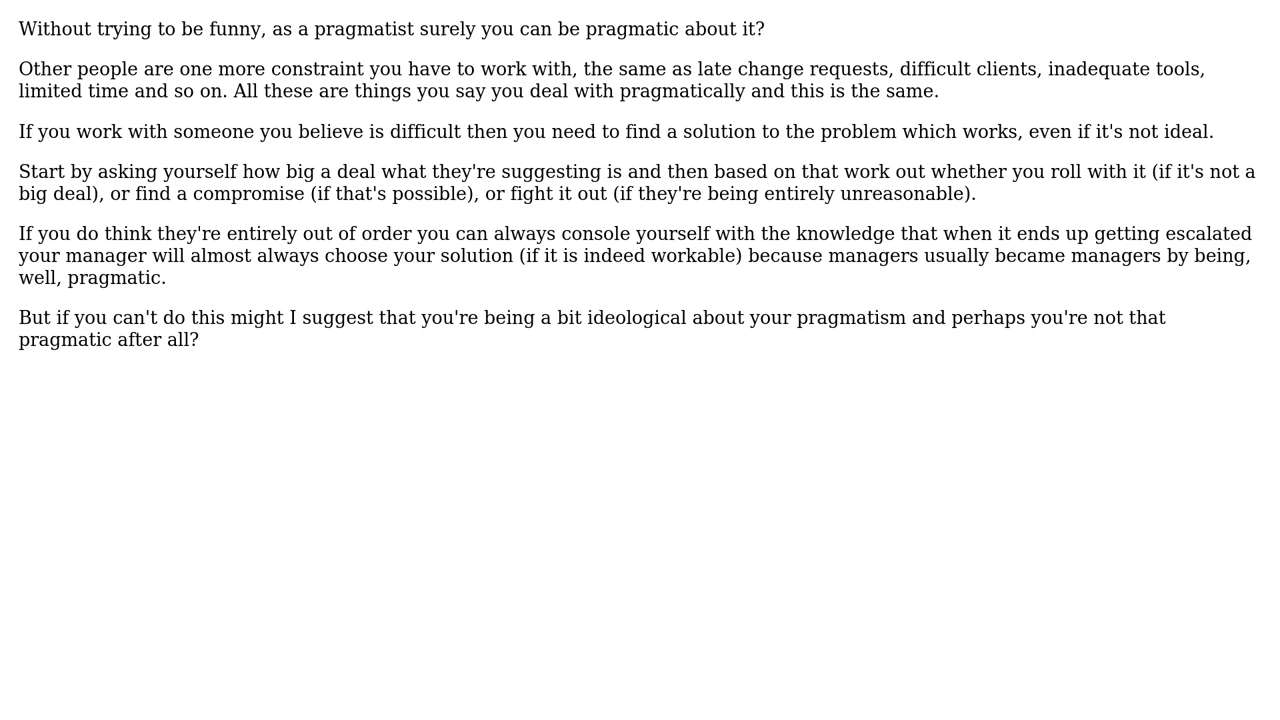 Without trying to be funny, as a pragmatist surely you can be pragmatic about it?
Other people are one more constraint you have to work with, the same as late change requests, difficult clients, inadequate tools,
limited time and so on. All these are things you say you deal with pragmatically and this is the same.
If you work with someone you believe is difficult then you need to find a solution to the problem which works, even if it's not ideal.
Start by asking yourself how big a deal what they're suggesting is and then based on that work out whether you roll with it (if it's not a
big deal), or find a compromise (if that's possible), or fight it out (if they're being entirely unreasonable).
If you do think they're entirely out of order you can always console yourself with the knowledge that when it ends up getting escalated
your manager will almost always choose your solution (if it is indeed workable) because managers usually became managers by being,
well, pragmatic.
But if you can't do this might I suggest that you're being a bit ideological about your pragmatism and perhaps you're not that
pragmatic after all?